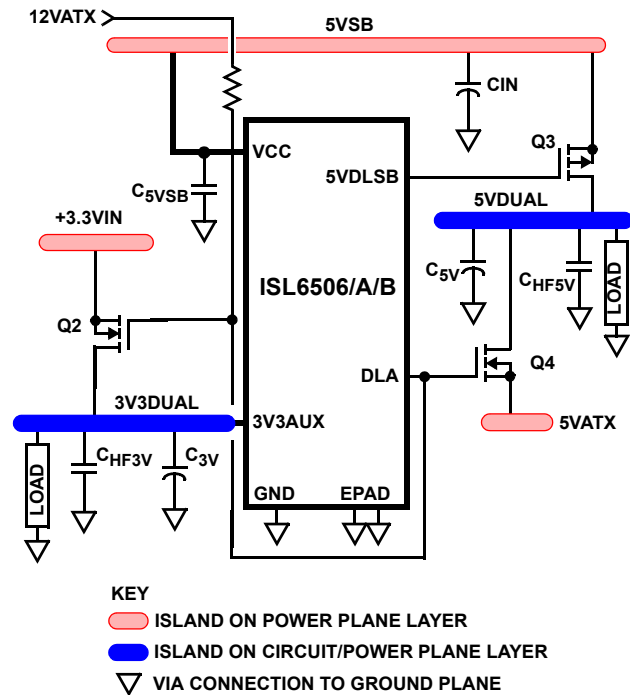 12VATX
5VSB
CIN
Q3
VCC
5VDLSB
C5VSB
5VDUAL
+3.3VIN
ISL6506/A/B
C5V
CHF5V
LOAD
Q2
DLA
Q4
3V3DUAL
3V3AUX
5VATX
LOAD
CHF3V
C3V
GND
EPAD
KEY
ISLAND ON POWER PLANE LAYER
ISLAND ON CIRCUIT/POWER PLANE LAYER
VIA CONNECTION TO GROUND PLANE